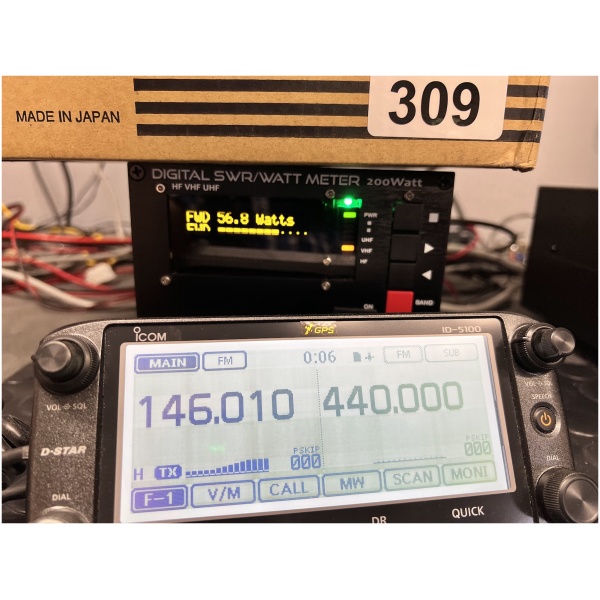 MADE IN JAPAN
309
DIGITAL SWR/WATT METER 200Watt
HF VHF UHF
FWD 56.8 Watts
PWR
UHF
VHF
HF
ON
BAND
ICOM
GPS
ID-5100
MAIN FM 0:06 FM SUB
VOL SQL
VOL SQL
146.010 440.000
SPEECH
D-STAR
PSKIP
000
PSKIP
000
H TX
DIAL
DIAL
F-1 V/M CALL MW SCAN MONI
DR QUICK